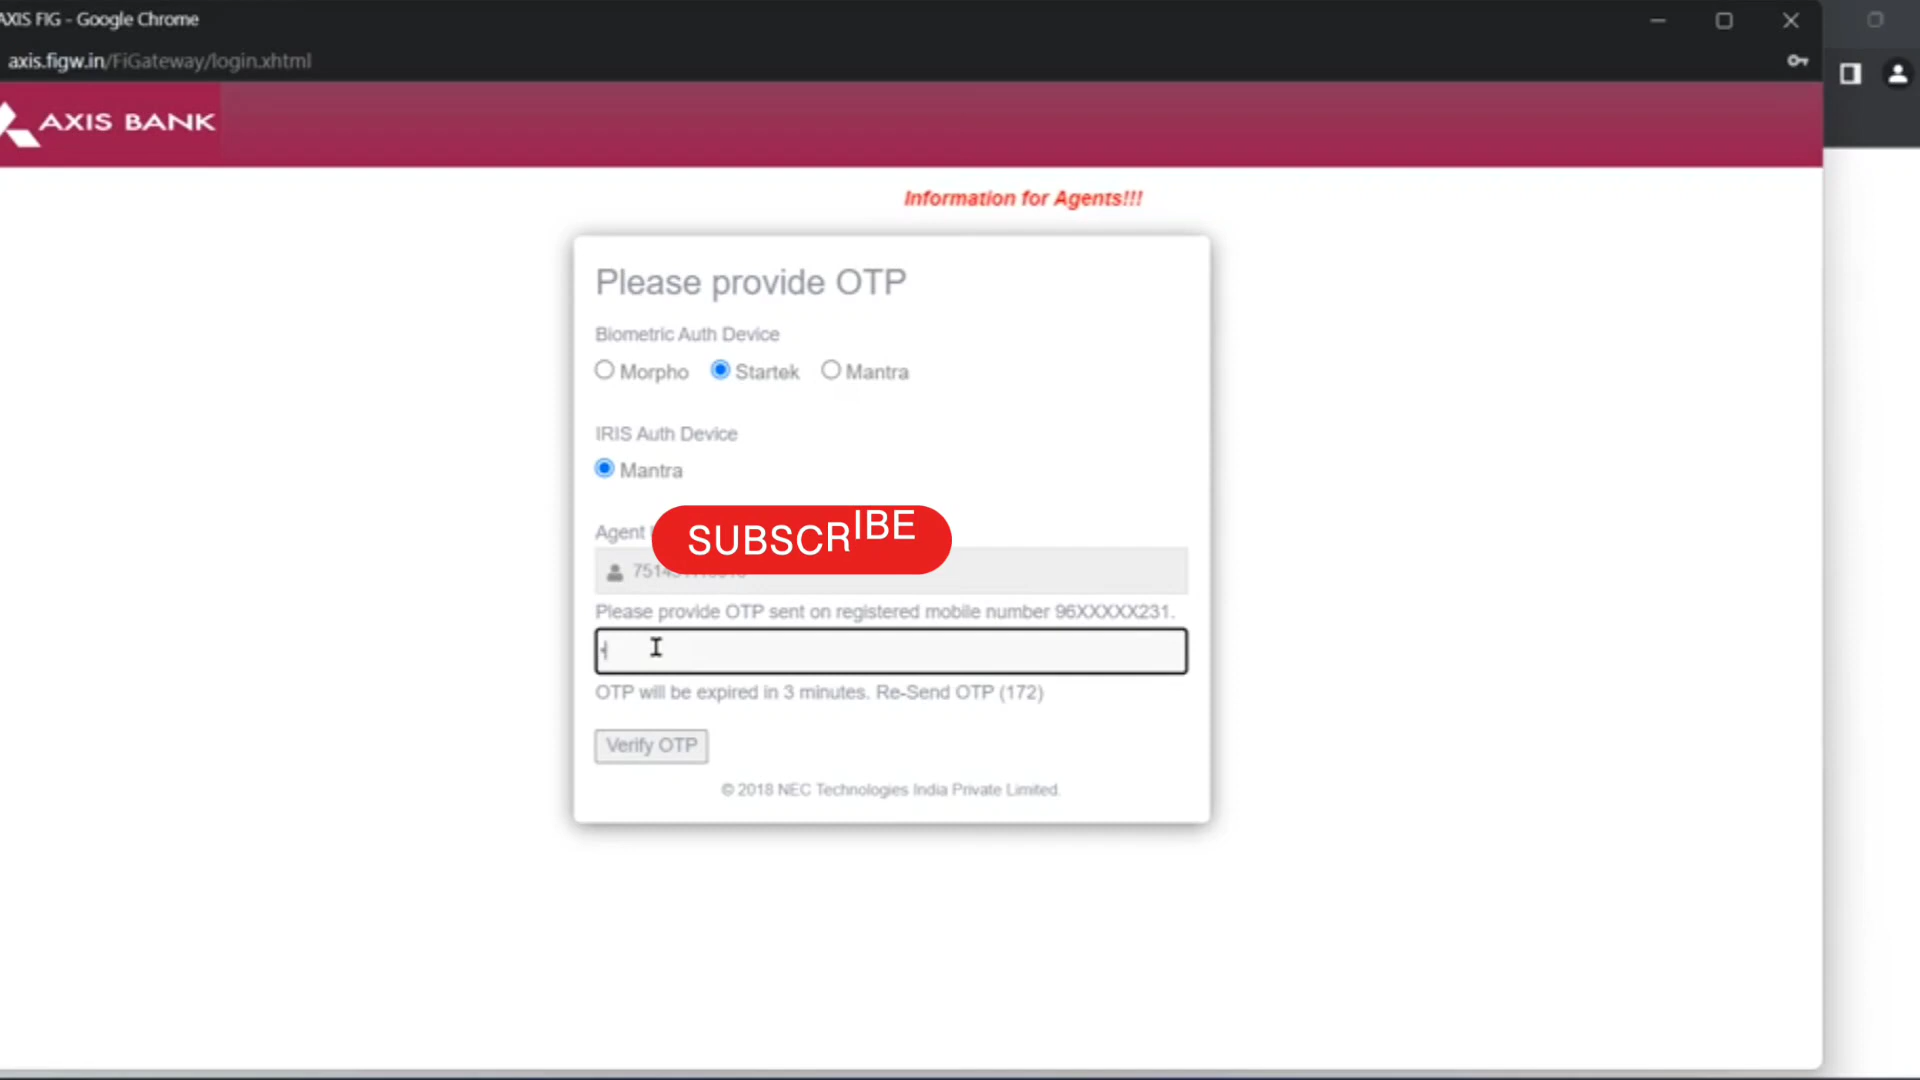 AXIS FIG - Google Chrome
axis.figw.in/FiGateway/login.xhtml
AXIS BANK
Information for Agents!!!
Please provide OTP
Biometric Auth Device
Morpho Startek Mantra
IRIS Auth Device
Mantra
Agent
SUBSCRIBE
Please provide OTP sent on registered mobile number 96XXXXX231.
OTP will be expired in 3 minutes. Re-Send OTP (172)
Verify OTP
© 2018 NEC Technologies India Private Limited.